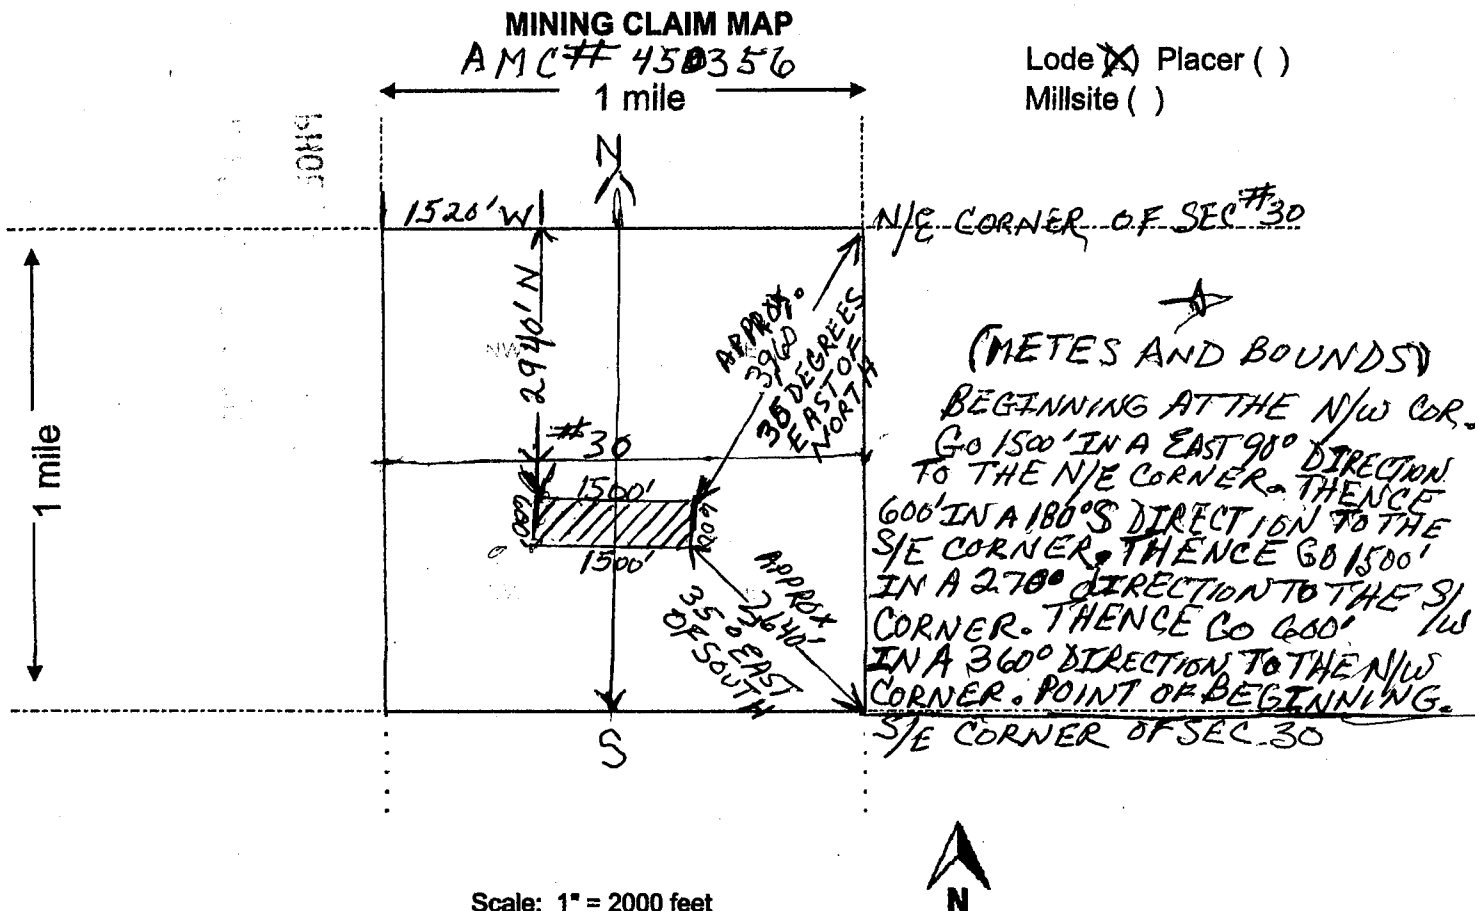 MINING CLAIM MAP
AMC# 450356
Lode (X) Placer ( )
Millsite ( )
1 mile
N
1520' W
N/E CORNER OF SEC #30
2940' N
NW
APPROX.
3960
35 DEGREES
EAST OF
NORTH
1 mile
#30
1500'
600'
600'
1500'
APPROX
2,640'
35° EAST
OF SOUTH
S
(METES AND BOUNDS)
BEGINNING AT THE N/W COR.
GO 1500' IN A EAST 90° DIRECTION
TO THE N/E CORNER. THENCE
600' IN A 180°S DIRECTION TO THE
S/E CORNER. THENCE GO 1500'
IN A 270° DIRECTION TO THE S/W
CORNER. THENCE GO 600'
IN A 360° DIRECTION TO THE N/W
CORNER. POINT OF BEGINNING.
S/E CORNER OF SEC. 30
N
Scale: 1" = 2000 feet